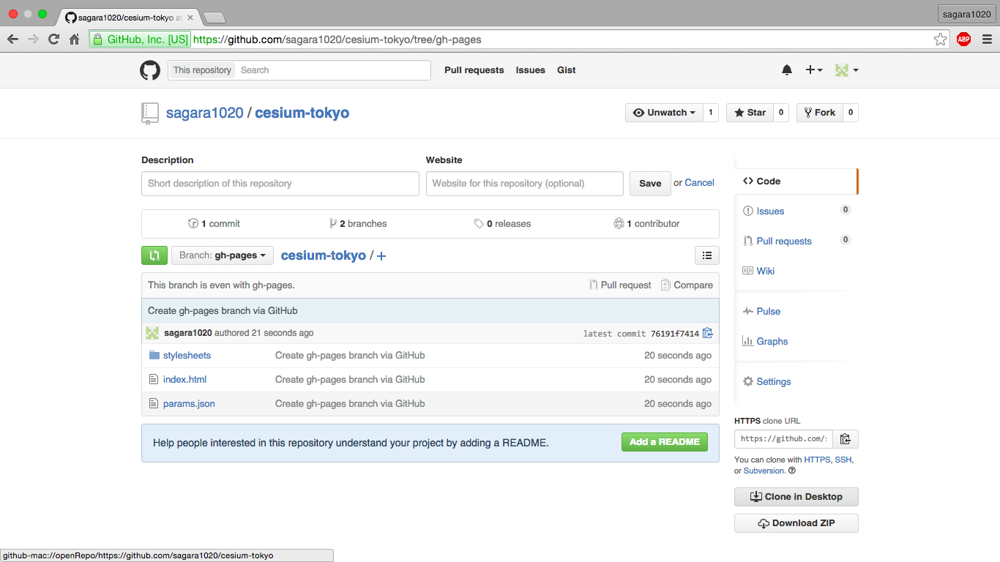 sagara1020/cesium-tokyo at
sagara1020
GitHub, Inc. [US] https://github.com/sagara1020/cesium-tokyo/tree/gh-pages
ABP
This repository Search Pull requests Issues Gist
sagara1020 / cesium-tokyo
Unwatch 1 Star 0 Fork 0
Description Website
Short description of this repository Website for this repository (optional) Save or Cancel
1 commit 2 branches 0 releases 1 contributor
Branch: gh-pages cesium-tokyo / +
This branch is even with gh-pages. Pull request Compare
Create gh-pages branch via GitHub
sagara1020 authored 21 seconds ago latest commit 76191f7414
stylesheets Create gh-pages branch via GitHub 20 seconds ago
index.html Create gh-pages branch via GitHub 20 seconds ago
params.json Create gh-pages branch via GitHub 20 seconds ago
Help people interested in this repository understand your project by adding a README. Add a README
Code
Issues 0
Pull requests 0
Wiki
Pulse
Graphs
Settings
HTTPS clone URL
https://github.com/
You can clone with HTTPS, SSH,
or Subversion.
Clone in Desktop
Download ZIP
github-mac://openRepo/https://github.com/sagara1020/cesium-tokyo